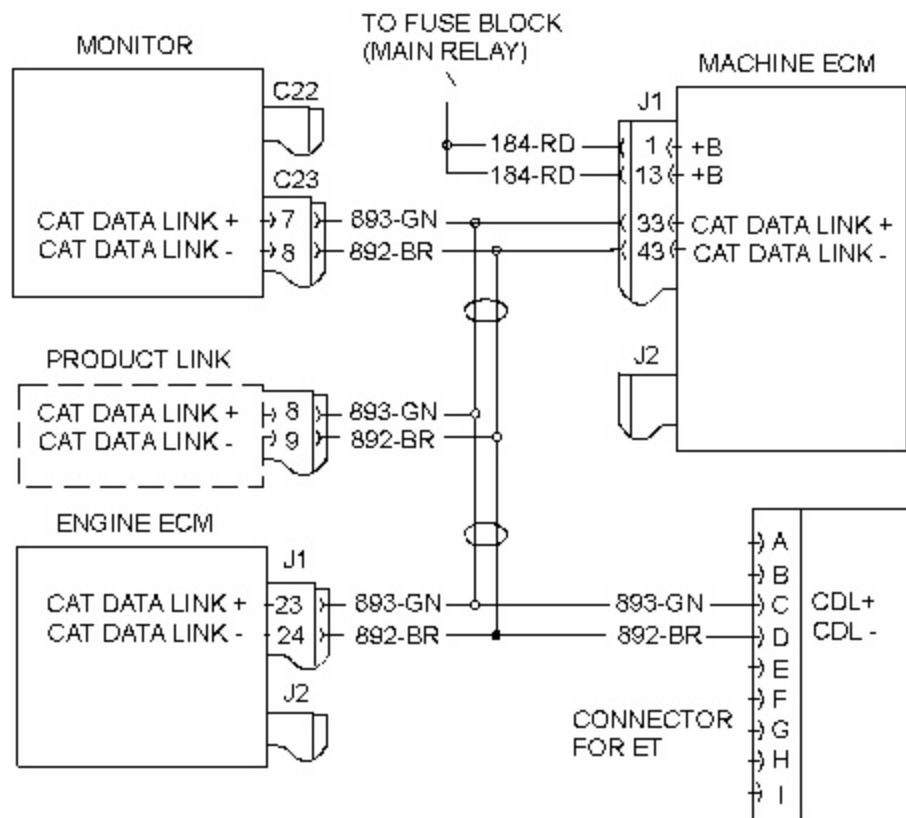 TO FUSE BLOCK
(MAIN RELAY)
MONITOR
MACHINE ECM
C22
J1
184-RD 1 +B
184-RD 13 +B
C23
CAT DATA LINK + 7 893-GN 33 CAT DATA LINK +
CAT DATA LINK - 8 892-BR 43 CAT DATA LINK -
J2
PRODUCT LINK
CAT DATA LINK + 8 893-GN
CAT DATA LINK - 9 892-BR
ENGINE ECM
J1
CAT DATA LINK + 23 893-GN 893-GN C CDL+
CAT DATA LINK - 24 892-BR 892-BR D CDL -
J2
A
B
E
F
G
H
I
CONNECTOR
FOR ET